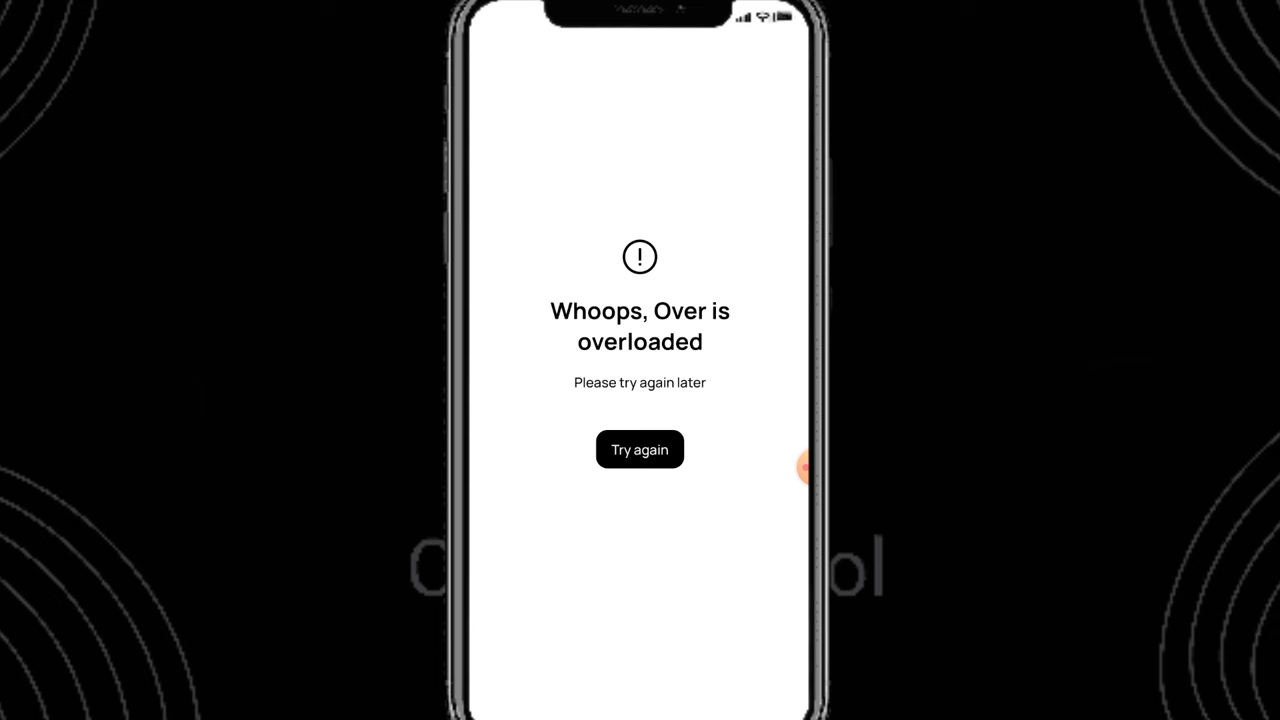 Whoops, Over is
overloaded
Please try again later
Try again